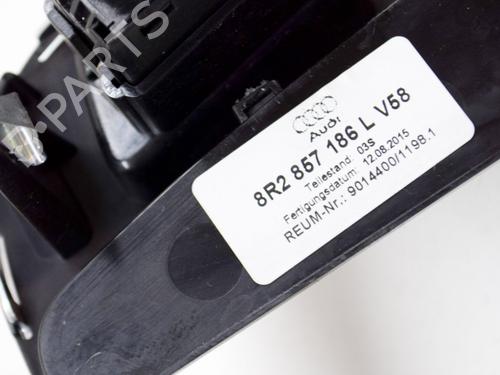 B-PARTS
Audi
8R2 857 186 L V58
Teilestand: 03S
Fertigungsdatum: 12.08.2015
REUM-Nr.: 9014400/1198.1